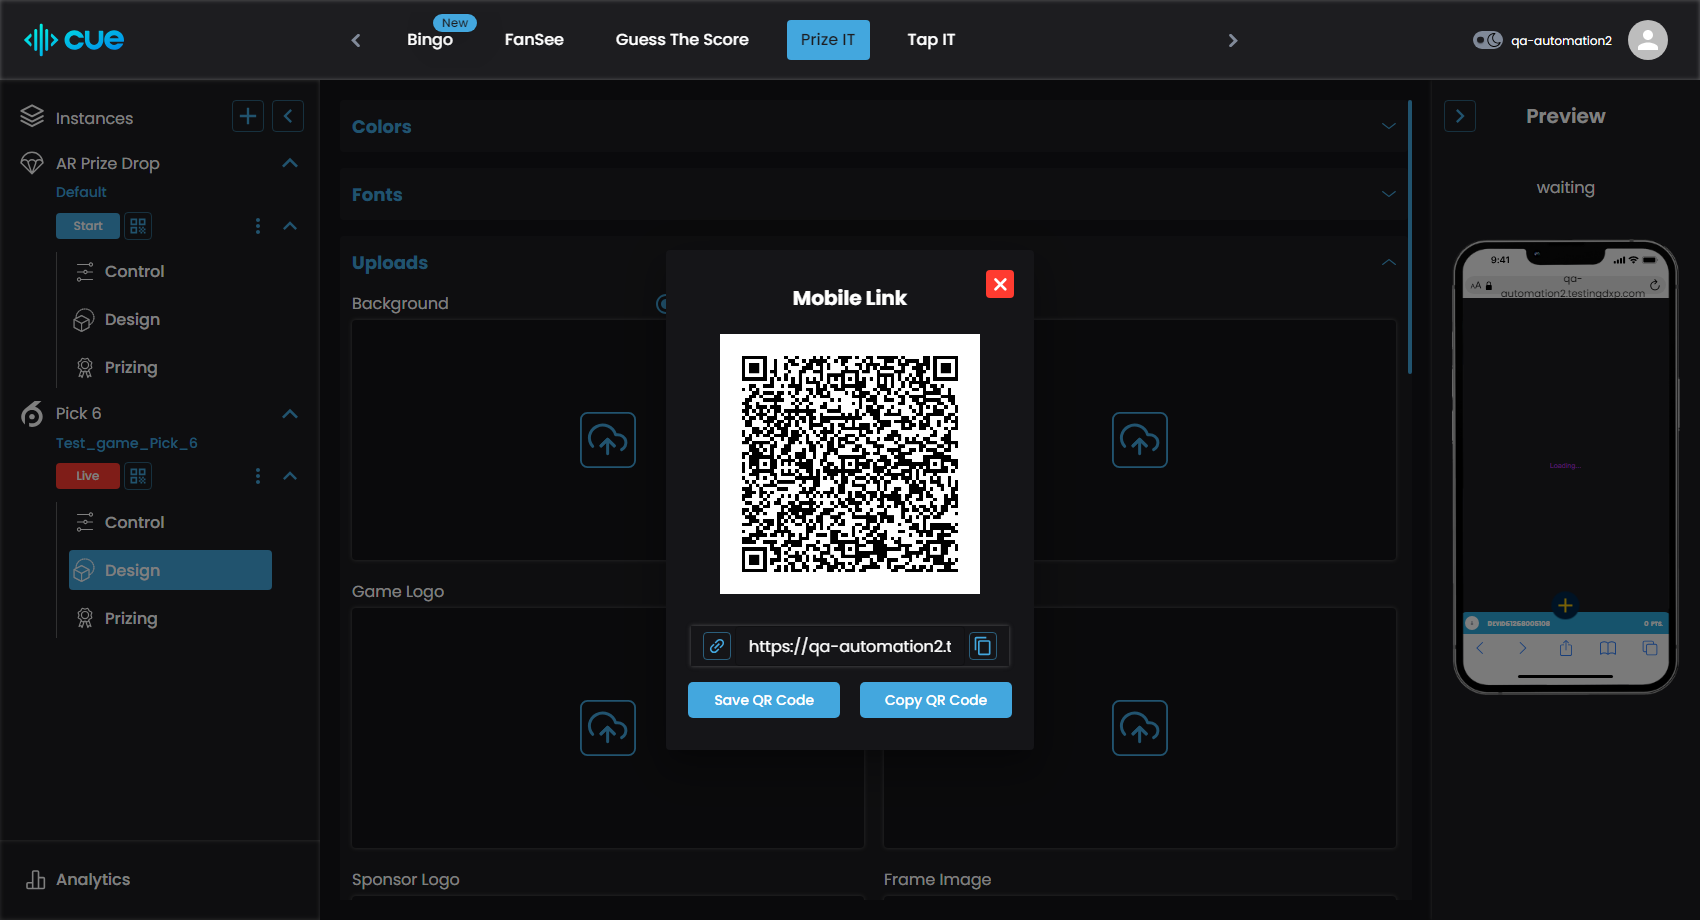 cue
Bingo
New
FanSee
Guess The Score
Prize IT
Tap IT
qa-automation2
Instances
AR Prize Drop
Default
Start
Control
Design
Prizing
Pick 6
Test_game_Pick_6
Live
Control
Design
Prizing
Analytics
Colors
Fonts
Uploads
Background
Game Logo
Sponsor Logo
Frame Image
Mobile Link
https://qa-automation2.t
Save QR Code
Copy QR Code
Preview
waiting
9:41
AA
qa-
automation2.testingdxp.com
Loading...
0 PTS.